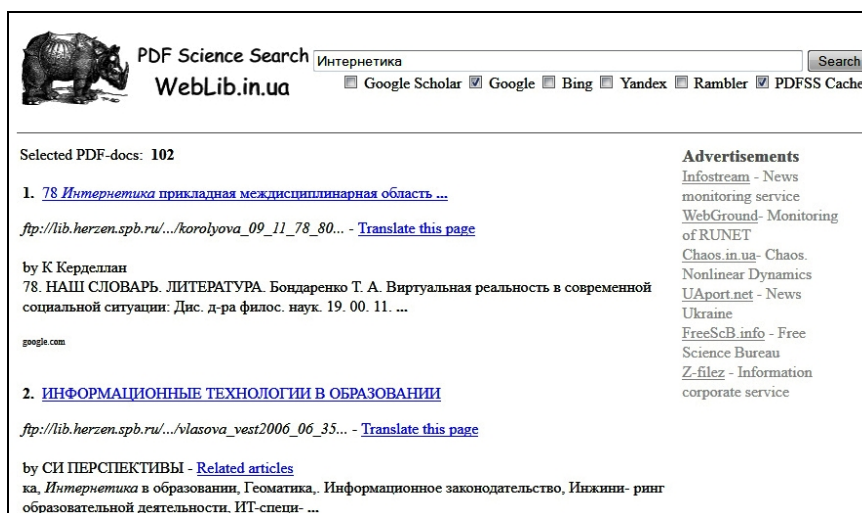 PDF Science Search
WebLib.in.ua
Интернетика
Search
Google Scholar Google Bing Yandex Rambler PDFSS Cache
Selected PDF-docs: 102
1. 78 Интернетика прикладная междисциплинарная область ...
ftp://lib.herzen.spb.ru/.../korolyova_09_11_78_80... - Translate this page
by К Керделлан
78. НАШ СЛОВАРЬ. ЛИТЕРАТУРА. Бондаренко Т. А. Виртуальная реальность в современной
социальной ситуации: Дис. д-ра филос. наук. 19. 00. 11. ...
google.com
2. ИНФОРМАЦИОННЫЕ ТЕХНОЛОГИИ В ОБРАЗОВАНИИ
ftp://lib.herzen.spb.ru/.../vlasova_vest2006_06_35... - Translate this page
by СИ ПЕРСПЕКТИВЫ - Related articles
ка, Интернетика в образовании, Геоматика,. Информационное законодательство, Инжини- ринг
образовательной деятельности, ИТ-специ- ...
Advertisements
Infostream - News
monitoring service
WebGround- Monitoring
of RUNET
Chaos.in.ua- Chaos.
Nonlinear Dynamics
UAport.net - News
Ukraine
FreeScB.info - Free
Science Bureau
Z-filez - Information
corporate service